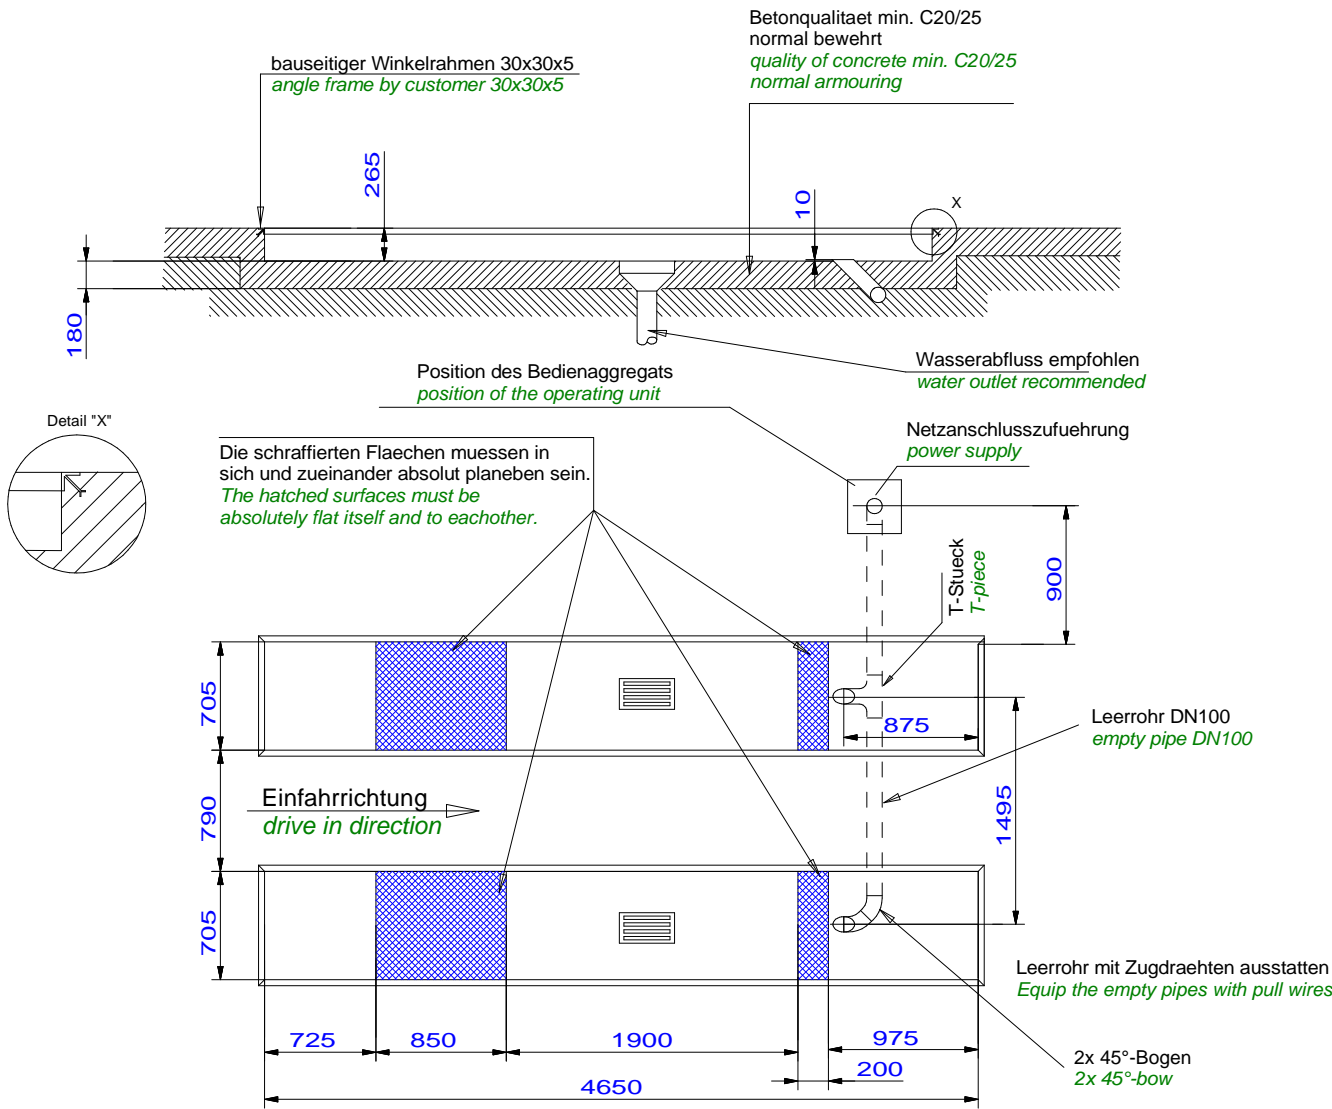 Betonqualitaet min. C20/25
normal bewehrt
quality of concrete min. C20/25
normal armouring
bauseitiger Winkelrahmen 30x30x5
angle frame by customer 30x30x5
265
10
X
180
Wasserabfluss empfohlen
water outlet recommended
Position des Bedienaggregats
position of the operating unit
Detail "X"
Netzanschlusszufuehrung
power supply
Die schraffierten Flaechen muessen in
sich und zueinander absolut planeben sein.
The hatched surfaces must be
absolutely flat itself and to eachother.
T-Stueck
T-piece
900
705
875
Leerrohr DN100
empty pipe DN100
Einfahrrichtung
drive in direction
790
1495
705
Leerrohr mit Zugdraehten ausstatten
Equip the empty pipes with pull wires
725
850
1900
975
200
2x 45°-Bogen
2x 45°-bow
4650